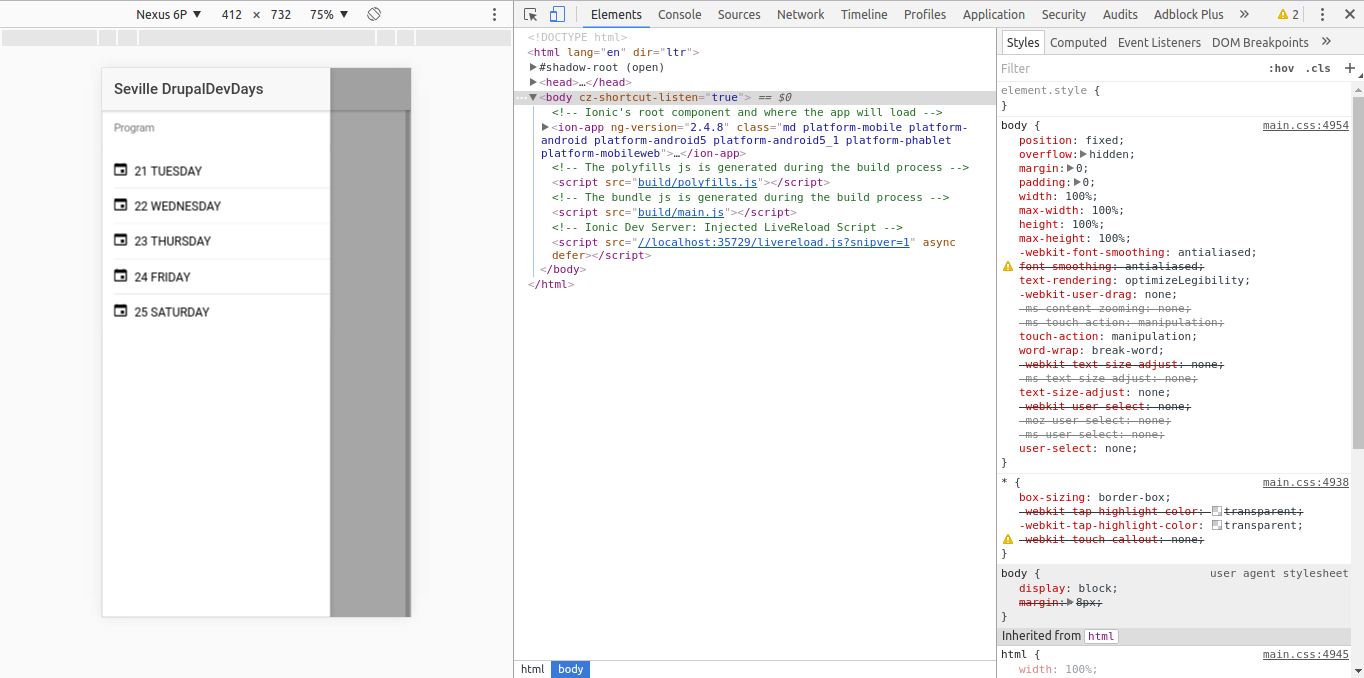 Nexus 6P ▼ 412 × 732 75% ▼
Elements Console Sources Network Timeline Profiles Application Security Audits Adblock Plus » 2
Seville DrupalDevDays
Program
21 TUESDAY
22 WEDNESDAY
23 THURSDAY
24 FRIDAY
25 SATURDAY
<!DOCTYPE html>
<html lang="en" dir="ltr">
▶#shadow-root (open)
▶<head>…</head>
…▼<body cz-shortcut-listen="true"> == $0
<!-- Ionic's root component and where the app will load -->
▶<ion-app ng-version="2.4.8" class="md platform-mobile platform-
android platform-android5 platform-android5_1 platform-phablet
platform-mobileweb">…</ion-app>
<!-- The polyfills js is generated during the build process -->
<script src="build/polyfills.js"></script>
<!-- The bundle js is generated during the build process -->
<script src="build/main.js"></script>
<!-- Ionic Dev Server: Injected LiveReload Script -->
<script src="//localhost:35729/livereload.js?snipver=1" async
defer></script>
</body>
</html>
html body
Styles Computed Event Listeners DOM Breakpoints »
Filter :hov .cls +
element.style {
}
body { main.css:4954
position: fixed;
overflow:▶hidden;
margin:▶0;
padding:▶0;
width: 100%;
max-width: 100%;
height: 100%;
max-height: 100%;
-webkit-font-smoothing: antialiased;
font-smoothing: antialiased;
text-rendering: optimizeLegibility;
-webkit-user-drag: none;
-ms-content-zooming: none;
-ms-touch-action: manipulation;
touch-action: manipulation;
word-wrap: break-word;
-webkit-text-size-adjust: none;
-ms-text-size-adjust: none;
text-size-adjust: none;
-webkit-user-select: none;
-moz-user-select: none;
-ms-user-select: none;
user-select: none;
}
* { main.css:4938
box-sizing: border-box;
-webkit-tap-highlight-color: transparent;
-webkit-tap-highlight-color: transparent;
-webkit-touch-callout: none;
}
body { user agent stylesheet
display: block;
margin:▶8px;
}
Inherited from html
html { main.css:4945
width: 100%;